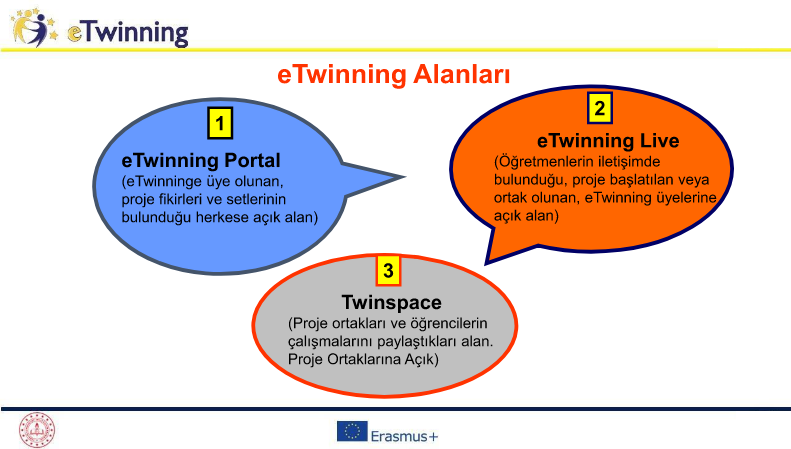 eTwinning
eTwinning Alanları
1
eTwinning Portal
(eTwinninge üye olunan,
proje fikirleri ve setlerinin
bulunduğu herkese açık alan)
2
eTwinning Live
(Öğretmenlerin iletişimde
bulunduğu, proje başlatılan veya
ortak olunan, eTwinning üyelerine
açık alan)
3
Twinspace
(Proje ortakları ve öğrencilerin
çalışmalarını paylaştıkları alan.
Proje Ortaklarına Açık)
Erasmus+